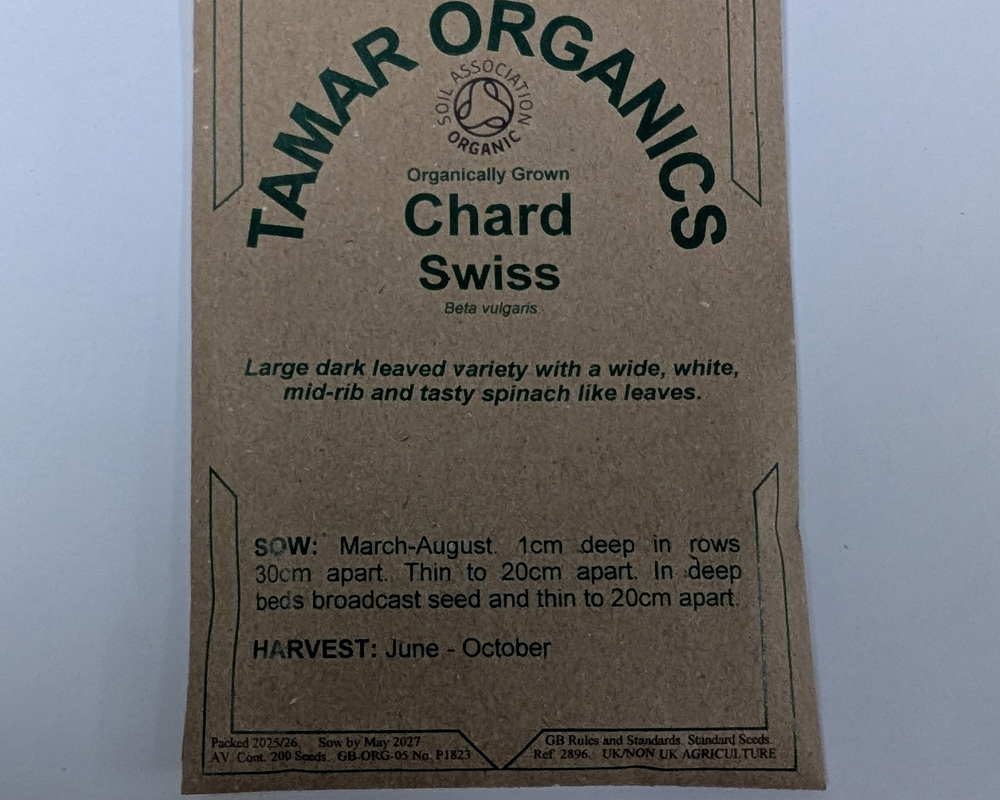 TAMAR ORGANICS
SOIL ASSOCIATION
ORGANIC
Organically Grown
Chard
Swiss
Beta vulgaris
Large dark leaved variety with a wide, white,
mid-rib and tasty spinach like leaves.
SOW: March-August. 1cm deep in rows
30cm apart. Thin to 20cm apart. In deep
beds broadcast seed and thin to 20cm apart.
HARVEST: June - October
Packed 2025/26 Sow by May 2027
AV. Cont. 200 Seeds. GB-ORG-05 No. P1823
GB Rules and Standards. Standard Seeds.
Ref. 2896. UK/NON UK AGRICULTURE